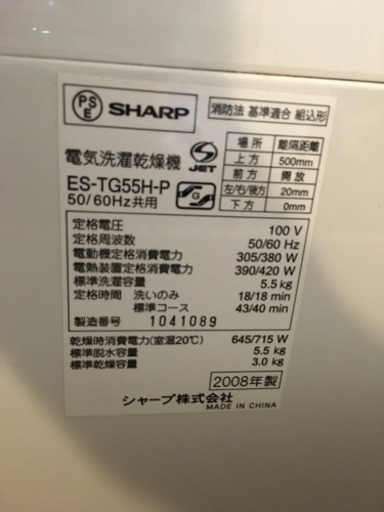 PSE SHARP
消防法 基準適合 組込形
電気洗濯乾燥機 S JET
ES-TG55H-P
50/60Hz共用
場所 離隔距離
上方 500mm
前方 開放
左/右/後方 20mm
下方 0mm
定格電圧 100 V
定格周波数 50/60 Hz
電動機定格消費電力 305/380 W
電熱装置定格消費電力 390/420 W
標準洗濯容量 5.5 kg
定格時間 洗いのみ 18/18 min
標準コース 43/40 min
製造番号 1041089
乾燥時消費電力(室温20℃) 645/715 W
標準脱水容量 5.5 kg
標準乾燥容量 3.0 kg
2008年製
シャープ株式会社
MADE IN CHINA